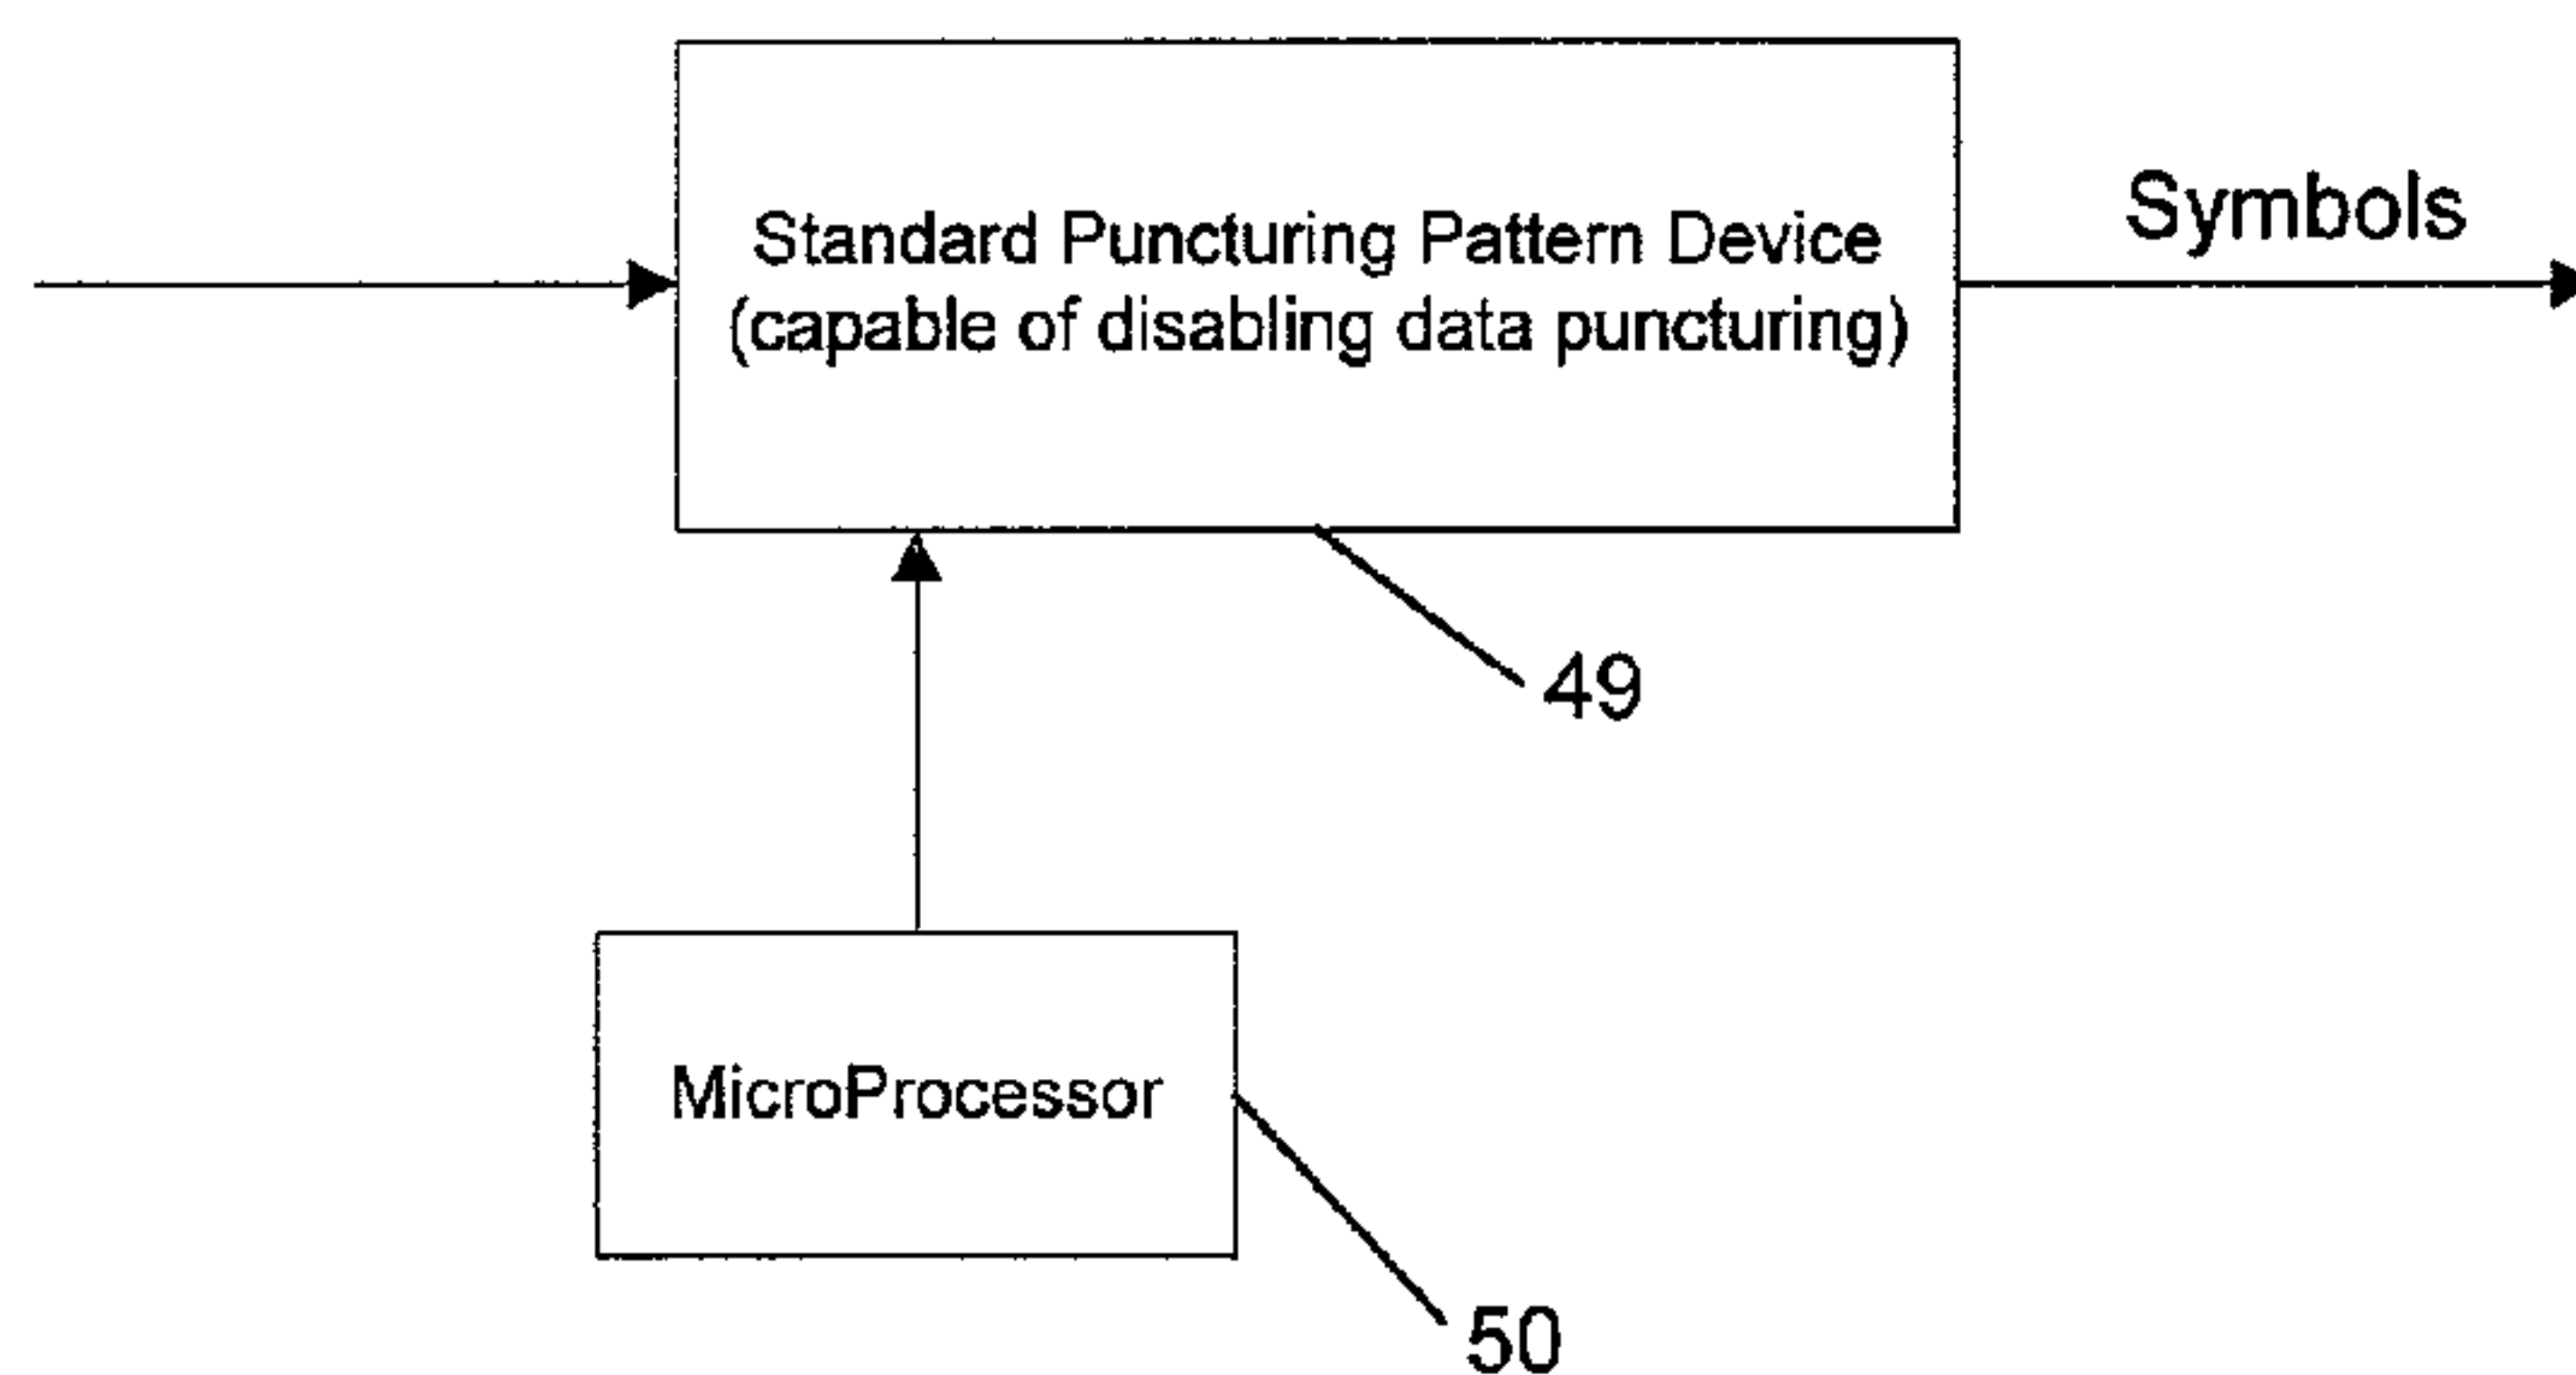 Standard Puncturing Pattern Device
(capable of disabling data puncturing)
Symbols
49
MicroProcessor
50